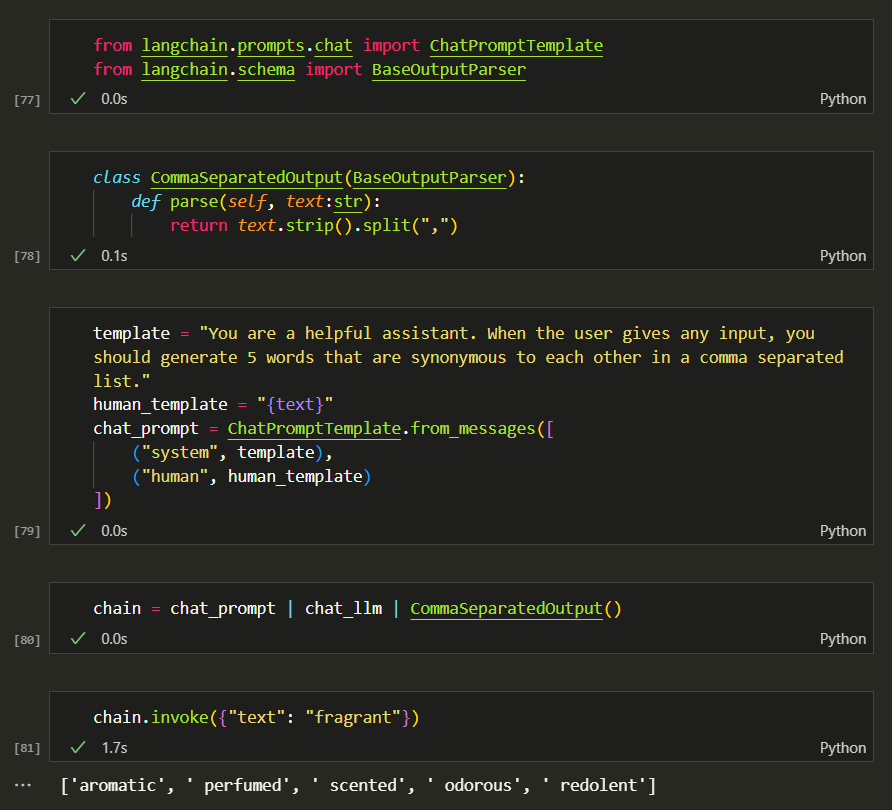 from langchain.prompts.chat import ChatPromptTemplate
from langchain.schema import BaseOutputParser
[77]
0.0s
Python
class CommaSeparatedOutput(BaseOutputParser):
    def parse(self, text:str):
        return text.strip().split(",")
[78]
0.1s
Python
template = "You are a helpful assistant. When the user gives any input, you
should generate 5 words that are synonymous to each other in a comma separated
list."
human_template = "{text}"
chat_prompt = ChatPromptTemplate.from_messages([
    ("system", template),
    ("human", human_template)
])
[79]
0.0s
Python
chain = chat_prompt | chat_llm | CommaSeparatedOutput()
[80]
0.0s
Python
chain.invoke({"text": "fragrant"})
[81]
1.7s
Python
['aromatic', ' perfumed', ' scented', ' odorous', ' redolent']